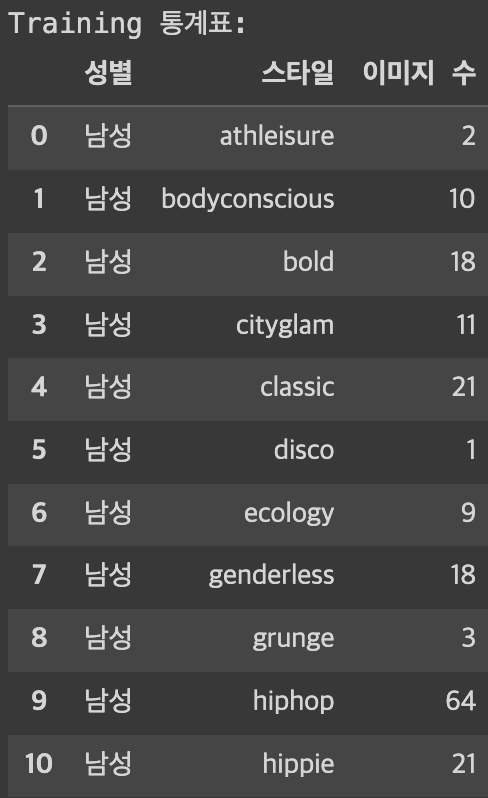 Training 통계표:
성별 스타일 이미지 수
0 남성 athleisure 2
1 남성 bodyconscious 10
2 남성 bold 18
3 남성 cityglam 11
4 남성 classic 21
5 남성 disco 1
6 남성 ecology 9
7 남성 genderless 18
8 남성 grunge 3
9 남성 hiphop 64
10 남성 hippie 21